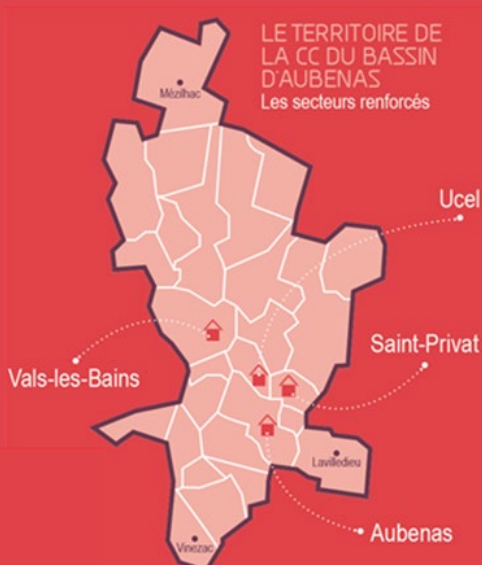 LE TERRITOIRE DE
LA CC DU BASSIN
D'AUBENAS
Les secteurs renforcés
Mézilhac
Ucel
Saint-Privat
Vals-les-Bains
Lavilledieu
Aubenas
Vinezac